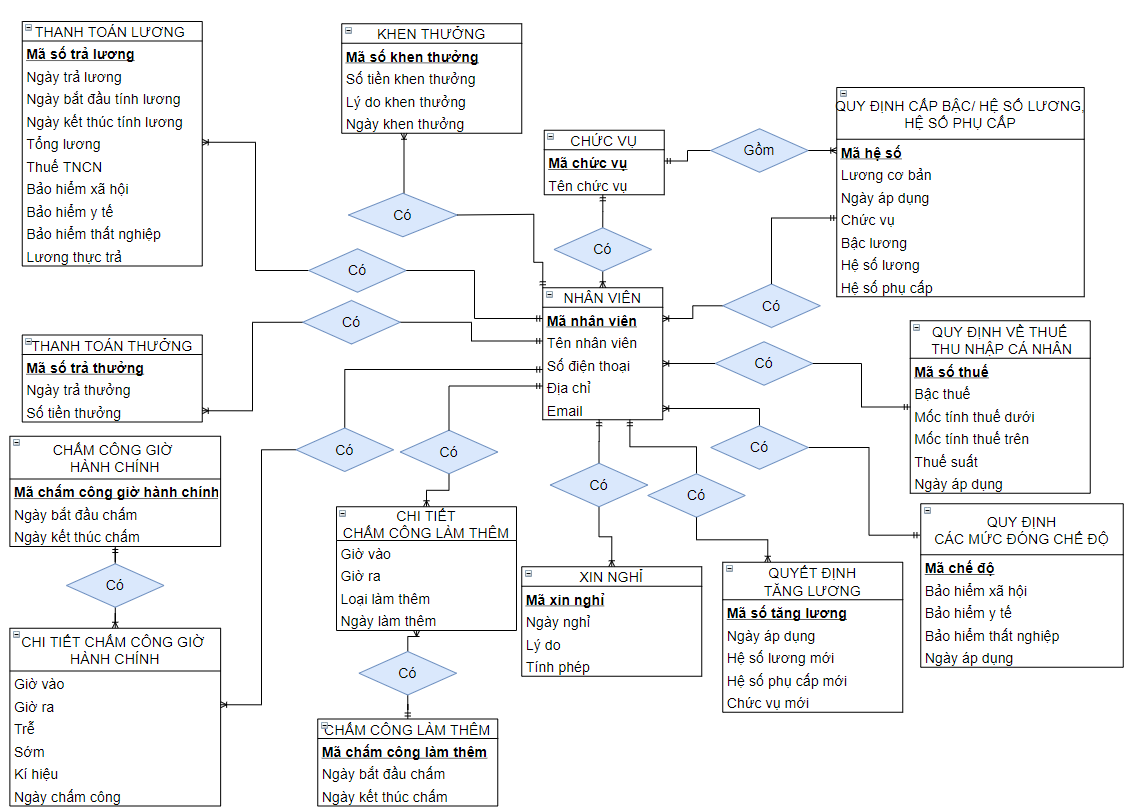 THANH TOÁN LƯƠNG
Mã số trả lương
Ngày trả lương
Ngày bắt đầu tính lương
Ngày kết thúc tính lương
Tổng lương
Thuế TNCN
Bảo hiểm xã hội
Bảo hiểm y tế
Bảo hiểm thất nghiệp
Lương thực trả
KHEN THƯỞNG
Mã số khen thưởng
Số tiền khen thưởng
Lý do khen thưởng
Ngày khen thưởng
CHỨC VỤ
Mã chức vụ
Tên chức vụ
Gồm
QUY ĐỊNH CẤP BẬC/ HỆ SỐ LƯƠNG,
HỆ SỐ PHỤ CẤP
Mã hệ số
Lương cơ bản
Ngày áp dụng
Chức vụ
Bậc lương
Hệ số lương
Hệ số phụ cấp
Có
Có
Có
Có
Có
NHÂN VIÊN
Mã nhân viên
Tên nhân viên
Số điện thoại
Địa chỉ
Email
THANH TOÁN THƯỞNG
Mã số trả thưởng
Ngày trả thưởng
Số tiền thưởng
Có
Có
QUY ĐỊNH VỀ THUẾ
THU NHẬP CÁ NHÂN
Mã số thuế
Bậc thuế
Mốc tính thuế dưới
Mốc tính thuế trên
Thuế suất
Ngày áp dụng
CHẤM CÔNG GIỜ
HÀNH CHÍNH
Mã chấm công giờ hành chính
Ngày bắt đầu chấm
Ngày kết thúc chấm
Có
Có
Có
Có
Có
QUY ĐỊNH
CÁC MỨC ĐÓNG CHẾ ĐỘ
Mã chế độ
Bảo hiểm xã hội
Bảo hiểm y tế
Bảo hiểm thất nghiệp
Ngày áp dụng
CHI TIẾT
CHẤM CÔNG LÀM THÊM
Giờ vào
Giờ ra
Loại làm thêm
Ngày làm thêm
XIN NGHỈ
Mã xin nghỉ
Ngày nghỉ
Lý do
Tính phép
QUYẾT ĐỊNH
TĂNG LƯƠNG
Mã số tăng lương
Ngày áp dụng
Hệ số lương mới
Hệ số phụ cấp mới
Chức vụ mới
Có
CHI TIẾT CHẤM CÔNG GIỜ
HÀNH CHÍNH
Giờ vào
Giờ ra
Trễ
Sớm
Kí hiệu
Ngày chấm công
Có
CHẤM CÔNG LÀM THÊM
Mã chấm công làm thêm
Ngày bắt đầu chấm
Ngày kết thúc chấm